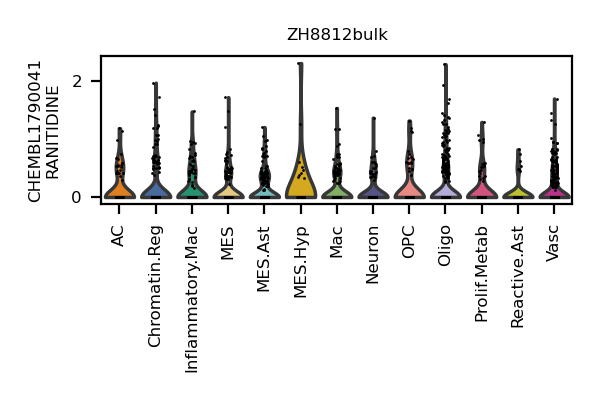 ZH8812bulk
CHEMBL1790041
RANITIDINE
2
0
AC
Chromatin.Reg
Inflammatory.Mac
MES
MES.Ast
MES.Hyp
Mac
Neuron
OPC
Oligo
Prolif.Metab
Reactive.Ast
Vasc